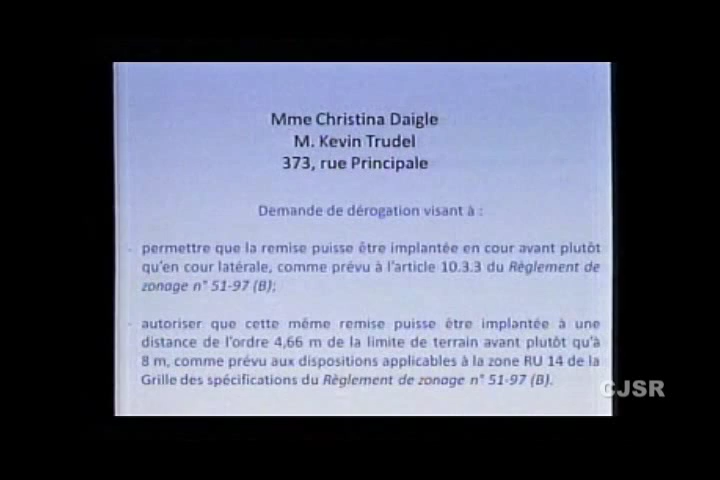 Mme Christina Daigle
M. Kevin Trudel
373, rue Principale
Demande de dérogation visant à :
- permettre que la remise puisse être implantée en cour avant plutôt
qu'en cour latérale, comme prévu à l'article 10.3.3 du Règlement de
zonage n° 51-97 (B);
- autoriser que cette même remise puisse être implantée à une
distance de l'ordre 4,66 m de la limite de terrain avant plutôt qu'à
8 m, comme prévu aux dispositions applicables à la zone RU 14 de la
Grille des spécifications du Règlement de zonage n° 51-97 (B).
CJSR